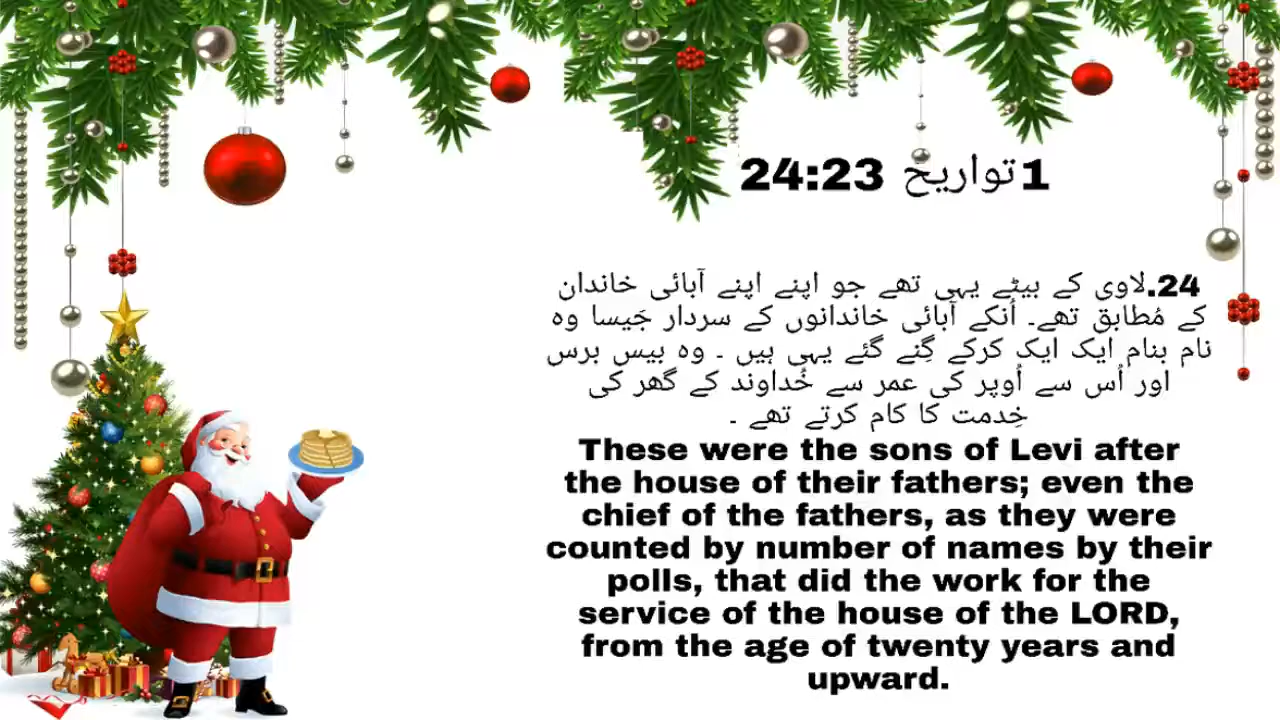 1 تواریخ 24:23
24.لاوی کے بیٹے یہی تھے جو اپنے اپنے آبائی خاندان
کے مُطابق تھے۔ اُنکے آبائی خاندانوں کے سردار جَیسا وہ
نام بنام ایک ایک کرکے گِنے گئے یہی ہیں ۔ وہ بیس برس
اور اُس سے اُوپر کی عمر سے خُداوند کے گھر کی
خِدمت کا کام کرتے تھے ۔
These were the sons of Levi after
the house of their fathers; even the
chief of the fathers, as they were
counted by number of names by their
polls, that did the work for the
service of the house of the LORD,
from the age of twenty years and
upward.